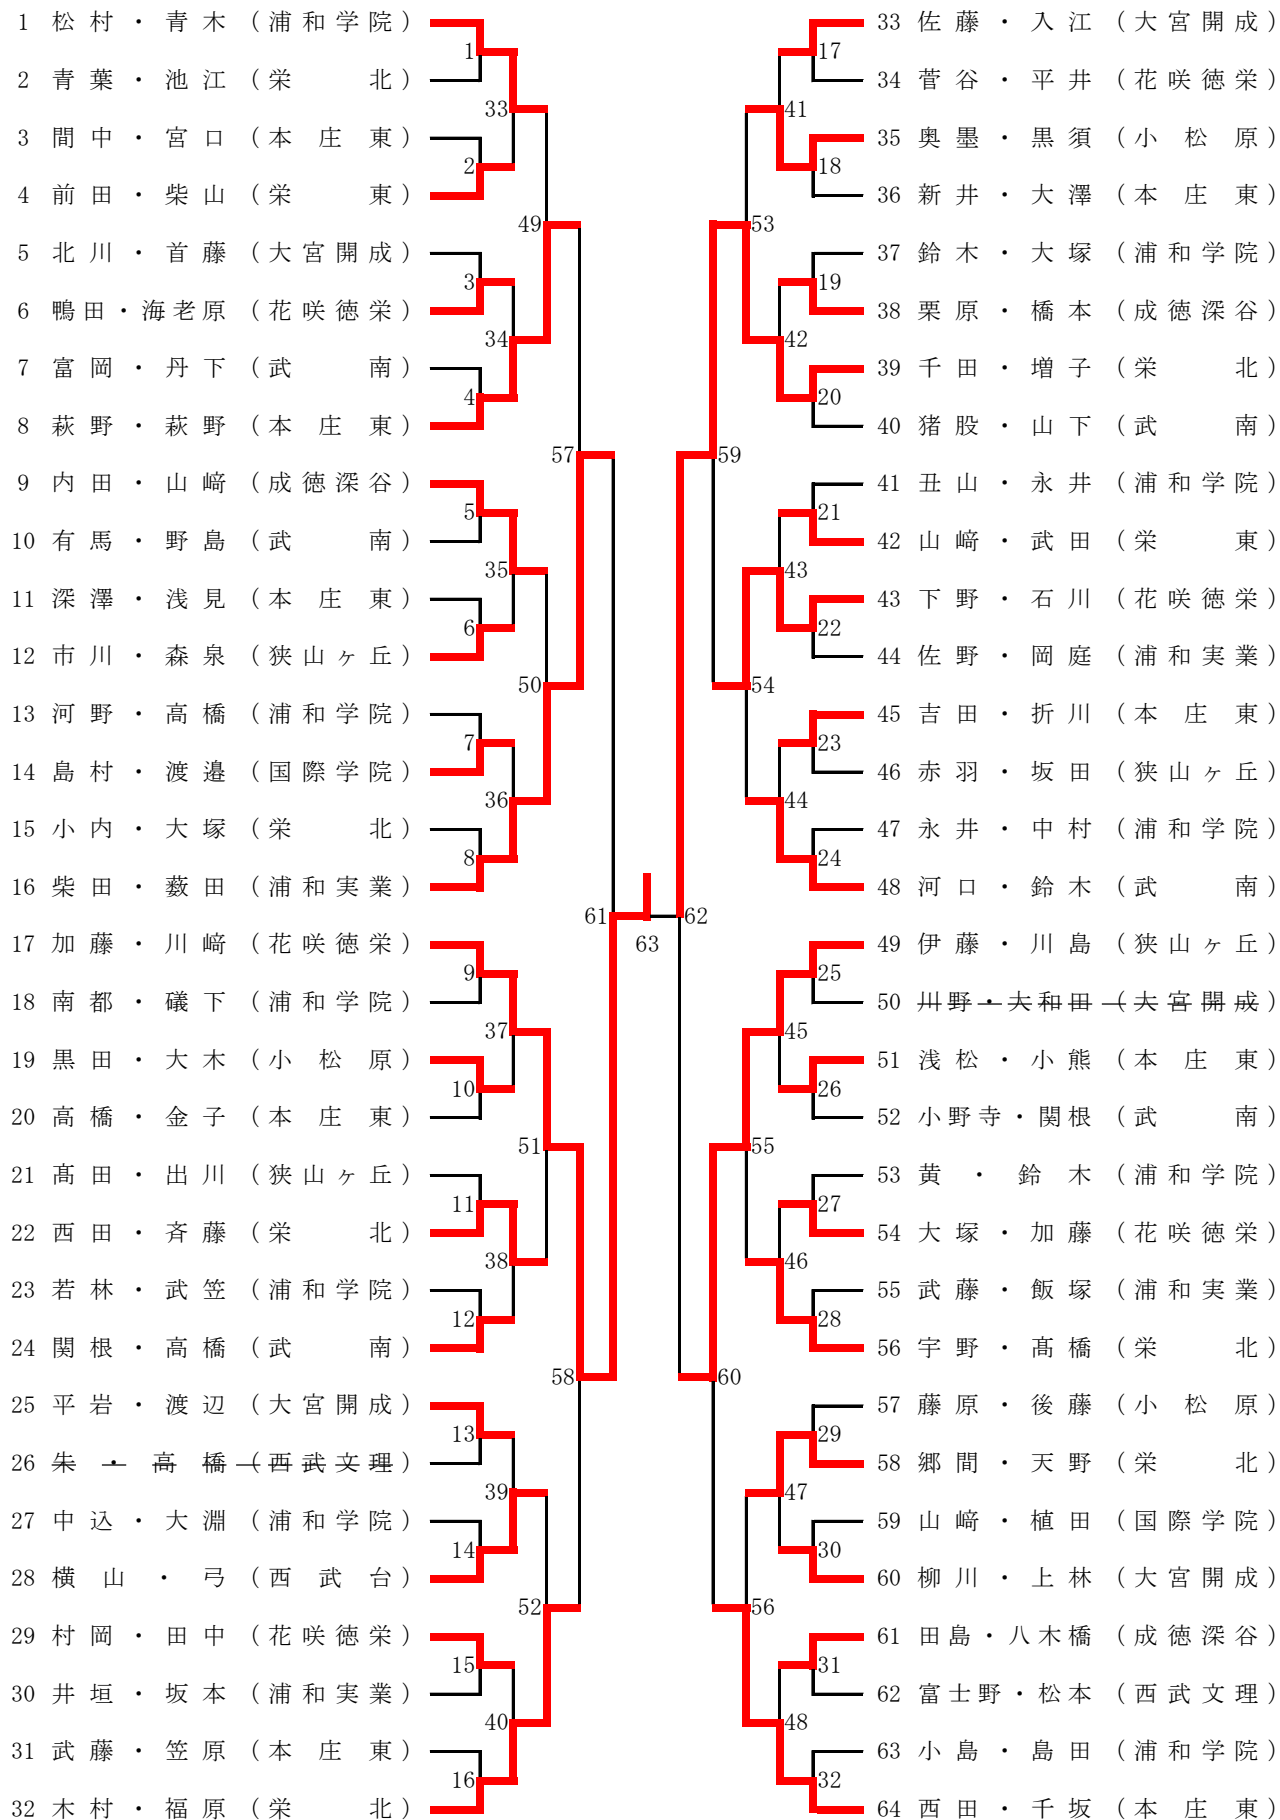 1 松村・青木（浦和学院）
2 青葉・池江（栄北）
3 間中・宮口（本庄東）
4 前田・柴山（栄東）
5 北川・首藤（大宮開成）
6 鴨田・海老原（花咲徳栄）
7 富岡・丹下（武南）
8 萩野・萩野（本庄東）
9 内田・山﨑（成徳深谷）
10 有馬・野島（武南）
11 深澤・浅見（本庄東）
12 市川・森泉（狭山ヶ丘）
13 河野・高橋（浦和学院）
14 島村・渡邉（国際学院）
15 小内・大塚（栄北）
16 柴田・薮田（浦和実業）
17 加藤・川﨑（花咲徳栄）
18 南都・礒下（浦和学院）
19 黒田・大木（小松原）
20 高橋・金子（本庄東）
21 髙田・出川（狭山ヶ丘）
22 西田・斉藤（栄北）
23 若林・武笠（浦和学院）
24 関根・高橋（武南）
25 平岩・渡辺（大宮開成）
26 朱・高橋（西武文理）
27 中込・大淵（浦和学院）
28 横山・弓（西武台）
29 村岡・田中（花咲徳栄）
30 井垣・坂本（浦和実業）
31 武藤・笠原（本庄東）
32 木村・福原（栄北）
1
2
3
4
5
6
7
8
9
10
11
12
13
14
15
16
33
34
35
36
37
38
39
40
49
50
51
52
57
58
61
63
62
59
60
53
54
55
56
41
42
43
44
45
46
47
48
17
18
19
20
21
22
23
24
25
26
27
28
29
30
31
32
33 佐藤・入江（大宮開成）
34 菅谷・平井（花咲徳栄）
35 奥墨・黒須（小松原）
36 新井・大澤（本庄東）
37 鈴木・大塚（浦和学院）
38 栗原・橋本（成徳深谷）
39 千田・増子（栄北）
40 猪股・山下（武南）
41 丑山・永井（浦和学院）
42 山﨑・武田（栄東）
43 下野・石川（花咲徳栄）
44 佐野・岡庭（浦和実業）
45 吉田・折川（本庄東）
46 赤羽・坂田（狭山ヶ丘）
47 永井・中村（浦和学院）
48 河口・鈴木（武南）
49 伊藤・川島（狭山ヶ丘）
50 川野・大和田（大宮開成）
51 浅松・小熊（本庄東）
52 小野寺・関根（武南）
53 黄・鈴木（浦和学院）
54 大塚・加藤（花咲徳栄）
55 武藤・飯塚（浦和実業）
56 宇野・髙橋（栄北）
57 藤原・後藤（小松原）
58 郷間・天野（栄北）
59 山﨑・植田（国際学院）
60 柳川・上林（大宮開成）
61 田島・八木橋（成徳深谷）
62 富士野・松本（西武文理）
63 小島・島田（浦和学院）
64 西田・千坂（本庄東）